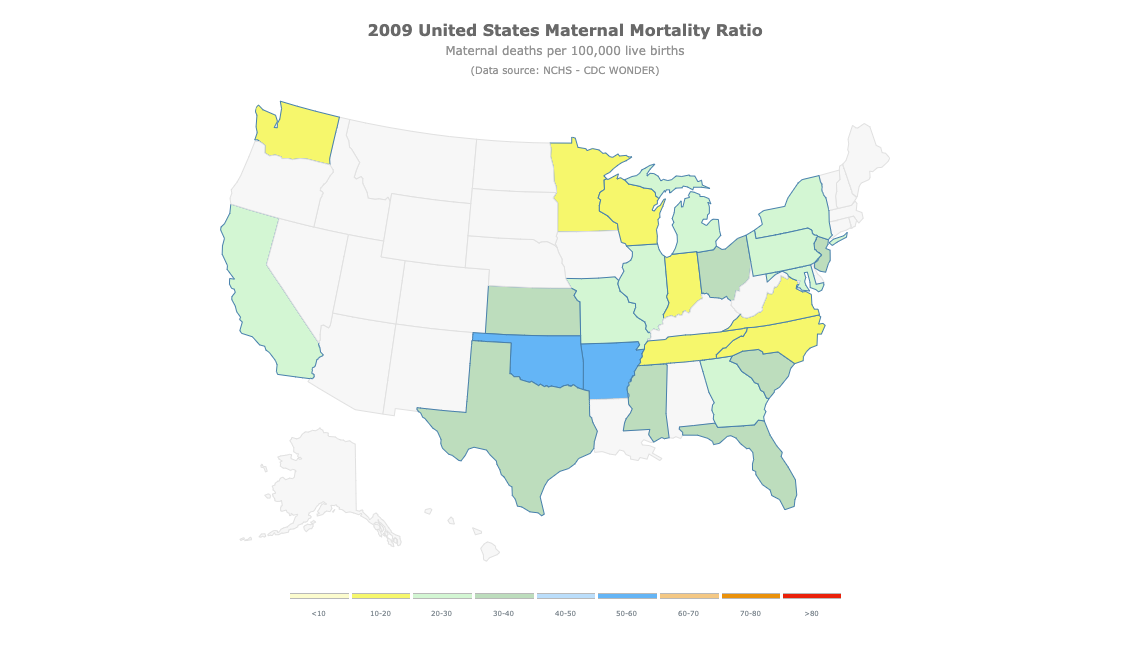 2009 United States Maternal Mortality Ratio
Maternal deaths per 100,000 live births
(Data source: NCHS - CDC WONDER)
<10 10-20 20-30 30-40 40-50 50-60 60-70 70-80 >80